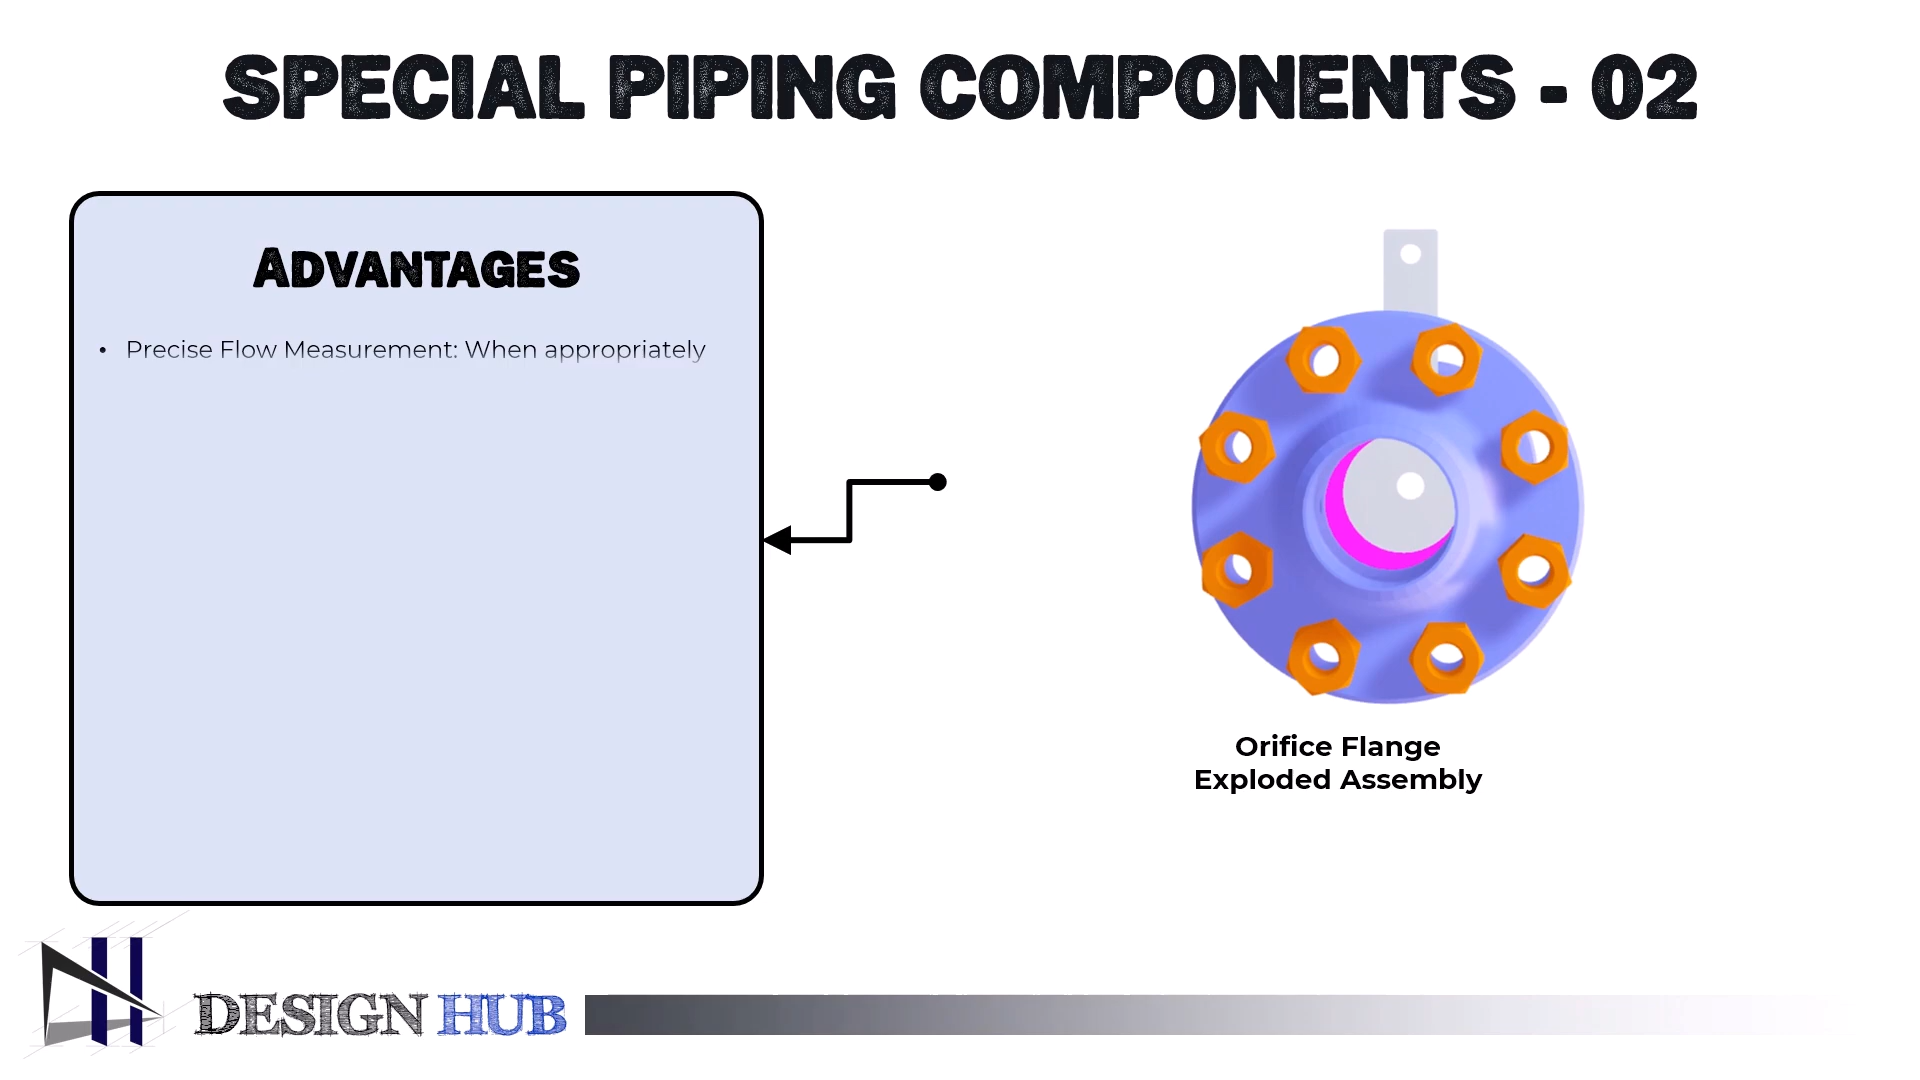 SPECIAL PIPING COMPONENTS - 02
ADVANTAGES
• Precise Flow Measurement: When appropriately
Orifice Flange
Exploded Assembly
DESIGN HUB